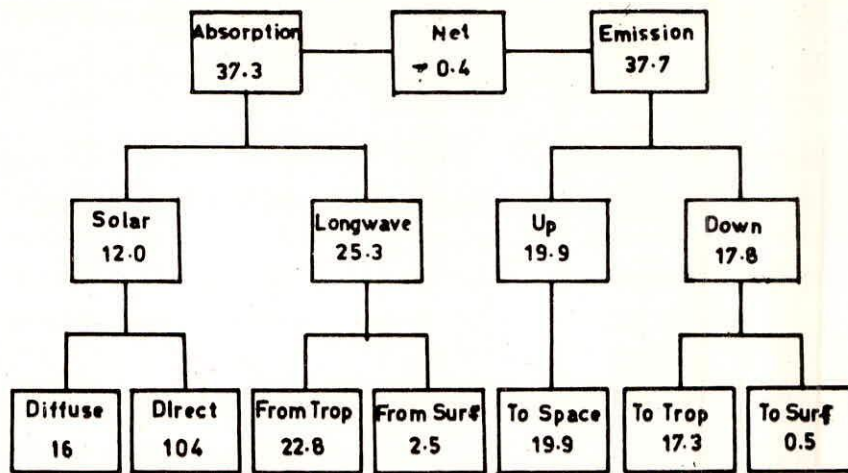 Absorption
37.3
Net
- 0.4
Emission
37.7
Solar
12.0
Longwave
25.3
Up
19.9
Down
17.8
Diffuse
16
DIrect
104
From Trop
22.8
From Surf
2.5
To Space
19.9
To Trop
17.3
To Surf
0.5